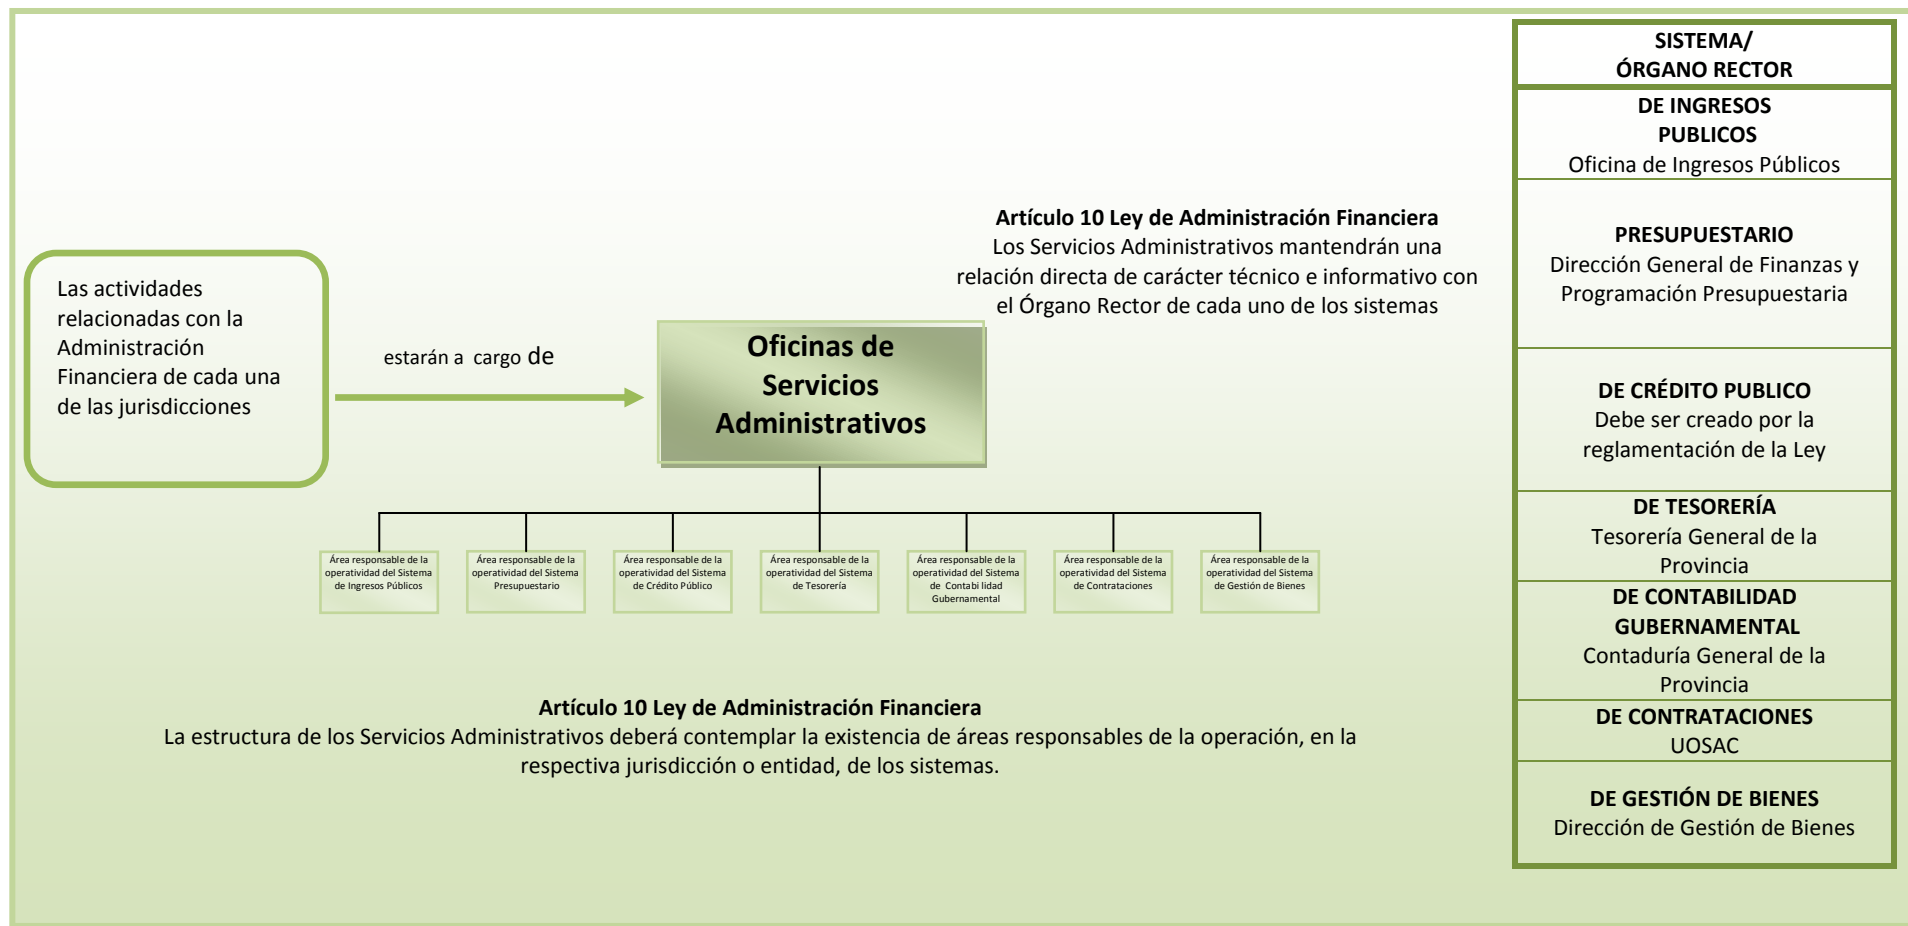 Las actividades
relacionadas con la
Administración
Financiera de cada una
de las jurisdicciones
estarán a cargo de
Artículo 10 Ley de Administración Financiera
Los Servicios Administrativos mantendrán una
relación directa de carácter técnico e informativo con
el Órgano Rector de cada uno de los sistemas
Oficinas de
Servicios
Administrativos
Área responsable de la
operatividad del Sistema
de Ingresos Públicos
Área responsable de la
operatividad del Sistema
Presupuestario
Área responsable de la
operatividad del Sistema
de Crédito Público
Área responsable de la
operatividad del Sistema
de Tesorería
Área responsable de la
operatividad del Sistema
de Contabi lidad
Gubernamental
Área responsable de la
operatividad del Sistema
de Contrataciones
Área responsable de la
operatividad del Sistema
de Gestión de Bienes
Artículo 10 Ley de Administración Financiera
La estructura de los Servicios Administrativos deberá contemplar la existencia de áreas responsables de la operación, en la
respectiva jurisdicción o entidad, de los sistemas.
SISTEMA/
ÓRGANO RECTOR
DE INGRESOS
PUBLICOS
Oficina de Ingresos Públicos
PRESUPUESTARIO
Dirección General de Finanzas y
Programación Presupuestaria
DE CRÉDITO PUBLICO
Debe ser creado por la
reglamentación de la Ley
DE TESORERÍA
Tesorería General de la
Provincia
DE CONTABILIDAD
GUBERNAMENTAL
Contaduría General de la
Provincia
DE CONTRATACIONES
UOSAC
DE GESTIÓN DE BIENES
Dirección de Gestión de Bienes